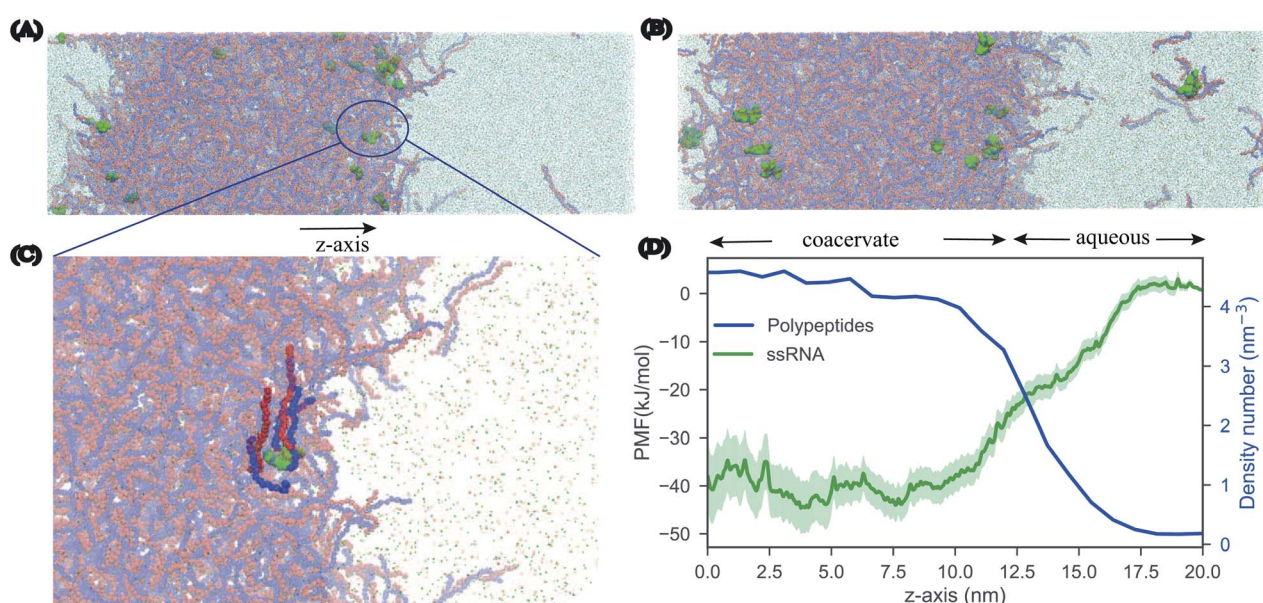 (A)
(B)
z-axis
(C)
(D)
coacervate
aqueous
PMF(kJ/mol)
0
−10
−20
−30
−40
−50
Polypeptides
ssRNA
4
3
2
1
0
Density number (nm⁻³)
0.0 2.5 5.0 7.5 10.0 12.5 15.0 17.5 20.0
z-axis (nm)